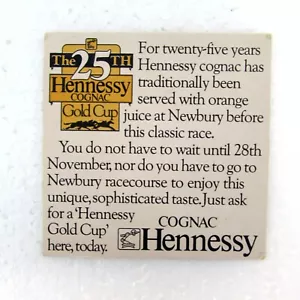 The 25TH
Hennessy
COGNAC
Gold Cup
For twenty-five years
Hennessy cognac has
traditionally been
served with orange
juice at Newbury before
this classic race.
You do not have to wait until 28th
November, nor do you have to go to
Newbury racecourse to enjoy this
unique, sophisticated taste. Just ask
for a ‘Hennessy
Gold Cup’
here, today.
COGNAC
Hennessy